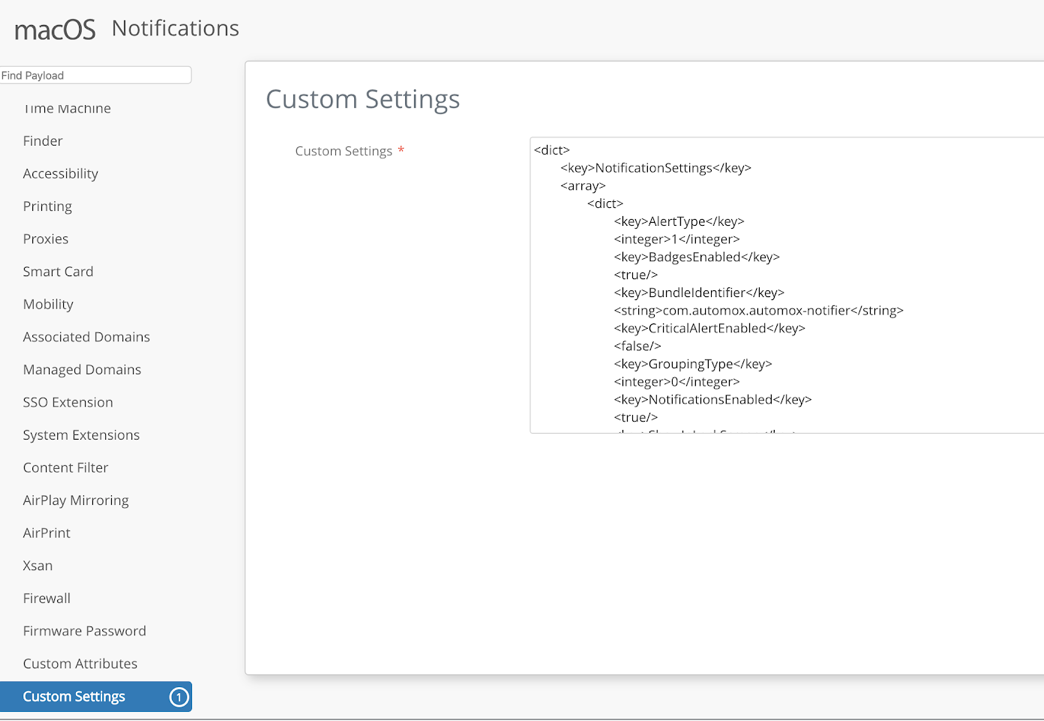 macOS Notifications
Find Payload
Time Machine
Finder
Accessibility
Printing
Proxies
Smart Card
Mobility
Associated Domains
Managed Domains
SSO Extension
System Extensions
Content Filter
AirPlay Mirroring
AirPrint
Xsan
Firewall
Firmware Password
Custom Attributes
Custom Settings 1
Custom Settings
Custom Settings *
<dict>
<key>NotificationSettings</key>
<array>
<dict>
<key>AlertType</key>
<integer>1</integer>
<key>BadgesEnabled</key>
<true/>
<key>BundleIdentifier</key>
<string>com.automox.automox-notifier</string>
<key>CriticalAlertEnabled</key>
<false/>
<key>GroupingType</key>
<integer>0</integer>
<key>NotificationsEnabled</key>
<true/>